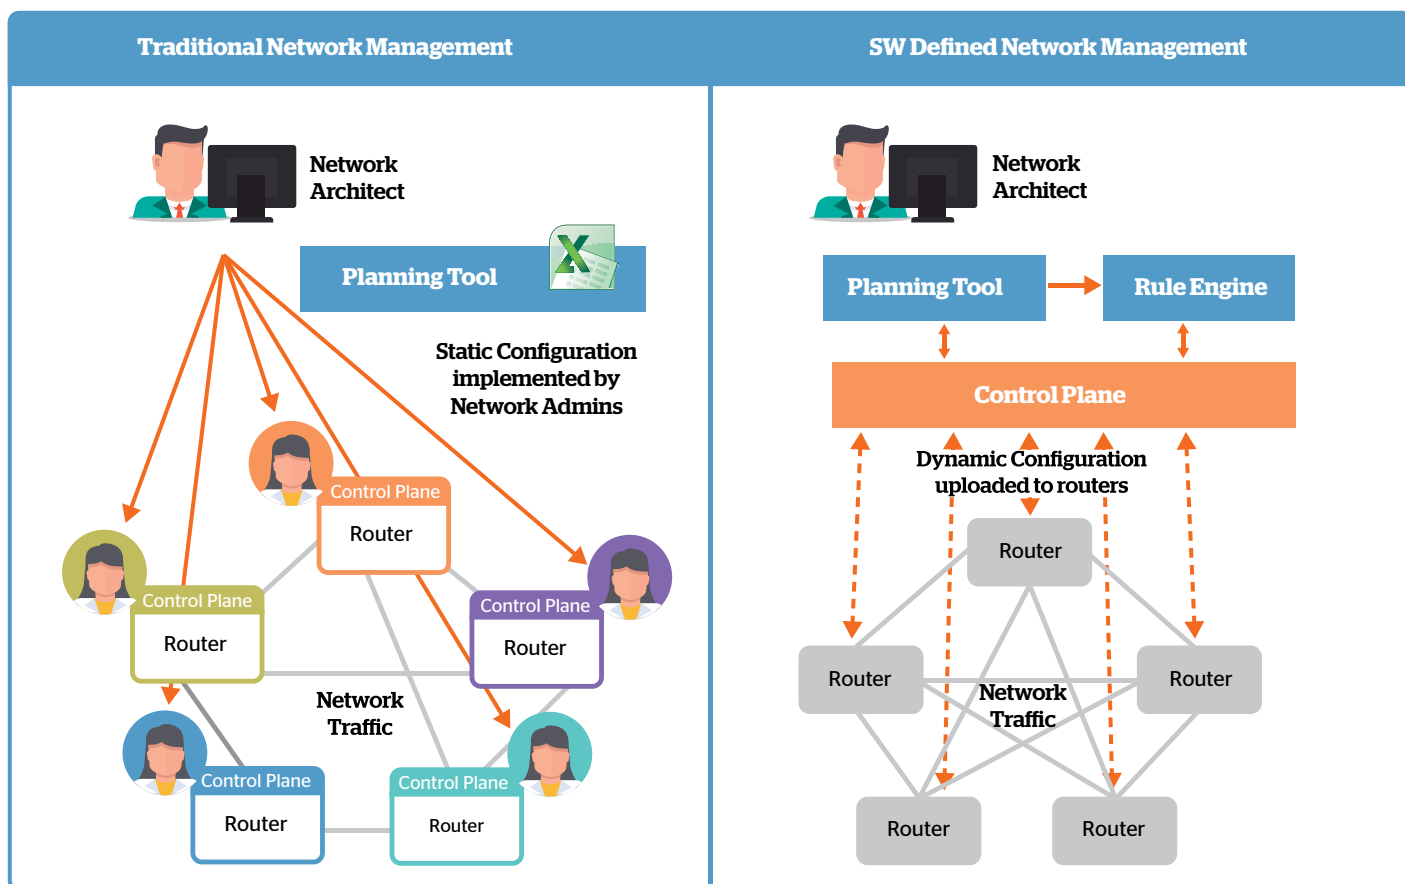 Traditional Network Management
Network
Architect
Planning Tool
X
Static Configuration
implemented by
Network Admins
Control Plane
Router
Control Plane
Router
Control Plane
Router
Network
Traffic
Control Plane
Router
Control Plane
Router
SW Defined Network Management
Network
Architect
Planning Tool
Rule Engine
Control Plane
Dynamic Configuration
uploaded to routers
Router
Router
Router
Network
Traffic
Router
Router